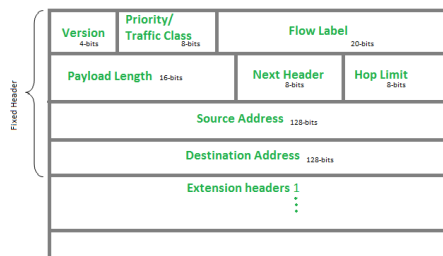 Fixed Header
Version
4-bits
Priority/
Traffic Class
8-bits
Flow Label
20-bits
Payload Length 16-bits
Next Header
8-bits
Hop Limit
8-bits
Source Address 128-bits
Destination Address 128-bits
Extension headers 1